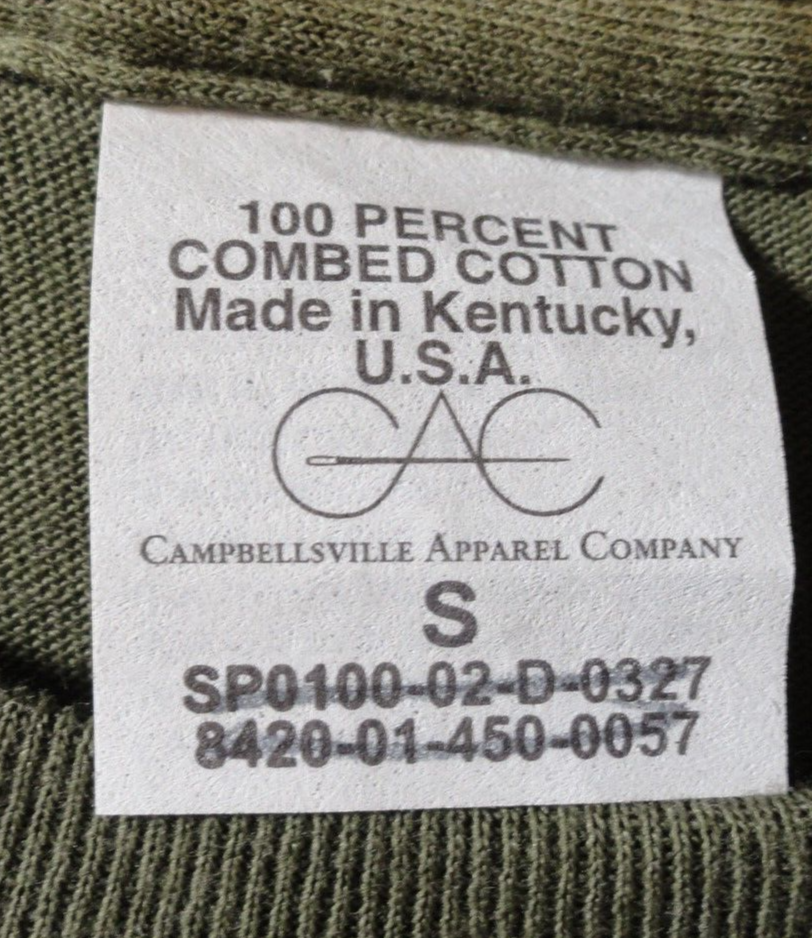 100 PERCENT
COMBED COTTON
Made in Kentucky,
U.S.A.
CAC
CAMPBELLSVILLE APPAREL COMPANY
S
SP0100-02-D-0327
8420-01-450-0057